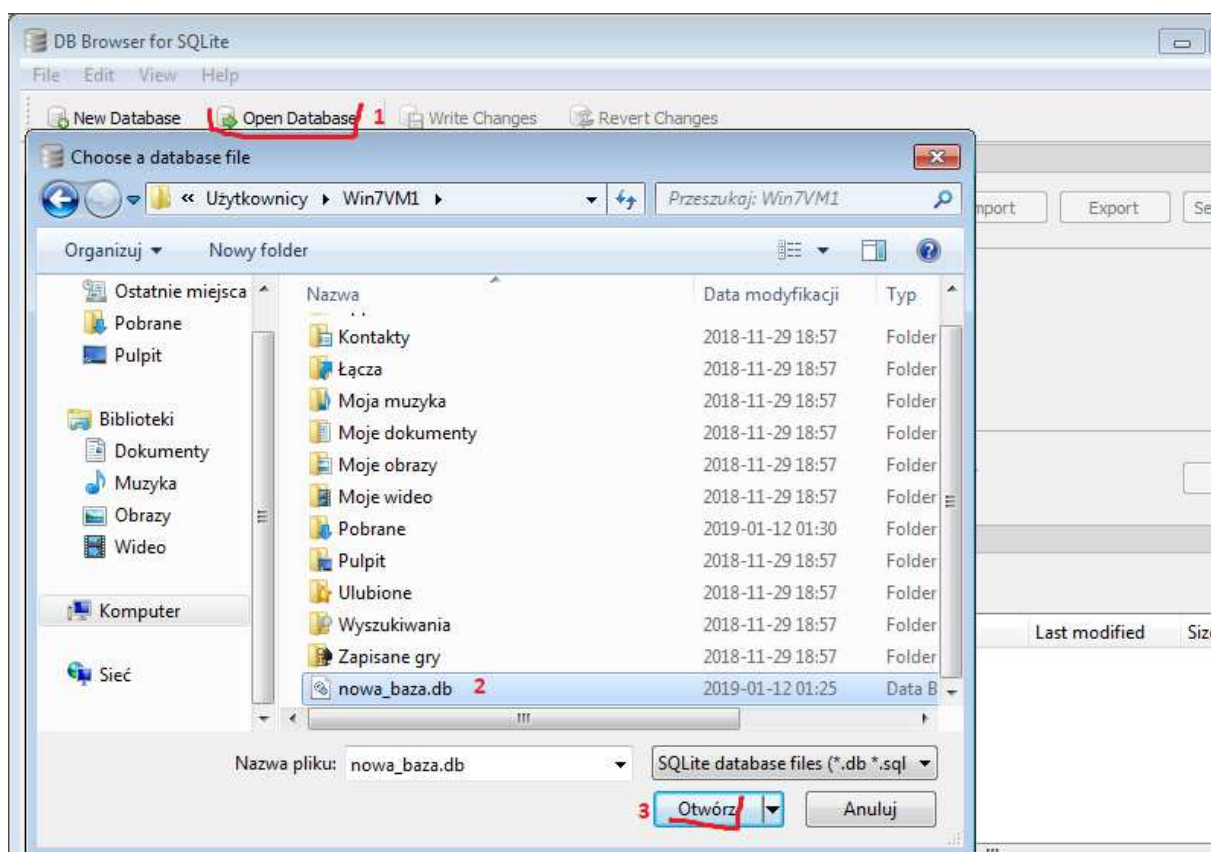 DB Browser for SQLite
File Edit View Help
New Database Open Database 1 Write Changes Revert Changes
Choose a database file
« Użytkownicy Win7VM1 Przeszukaj: Win7VM1
Export
Organizuj Nowy folder
Ostatnie miejsca
Pobrane
Pulpit
Biblioteki
Dokumenty
Muzyka
Obrazy
Wideo
Komputer
Sieć
Nazwa Data modyfikacji Typ
Kontakty 2018-11-29 18:57 Folder
Łącza 2018-11-29 18:57 Folder
Moja muzyka 2018-11-29 18:57 Folder
Moje dokumenty 2018-11-29 18:57 Folder
Moje obrazy 2018-11-29 18:57 Folder
Moje wideo 2018-11-29 18:57 Folder
Pobrane 2019-01-12 01:30 Folder
Pulpit 2018-11-29 18:57 Folder
Ulubione 2018-11-29 18:57 Folder
Wyszukiwania 2018-11-29 18:57 Folder
Zapisane gry 2018-11-29 18:57 Folder
nowa_baza.db 2 2019-01-12 01:25 Data B
Last modified
Nazwa pliku: nowa_baza.db SQLite database files (*.db *.sql
3 Otwórz Anuluj